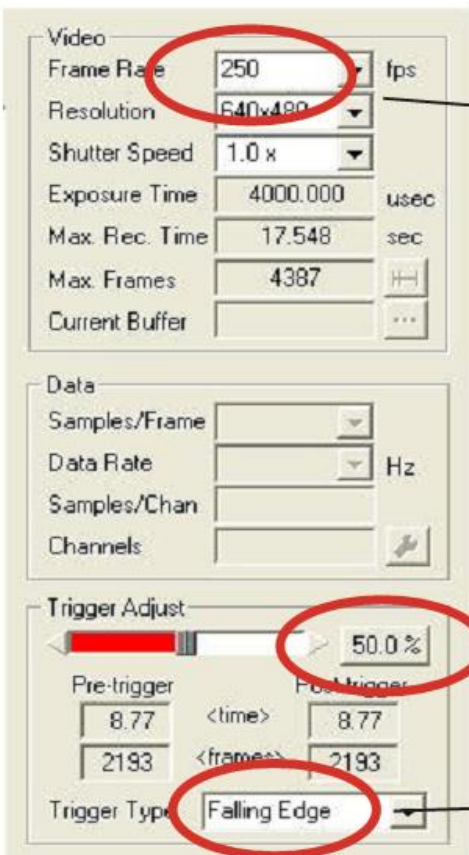 Video
Frame Rate 250 fps
Resolution 640x480
Shutter Speed 1.0 x
Exposure Time 4000.000 usec
Max. Rec. Time 17.548 sec
Max. Frames 4387
Current Buffer ...
Data
Samples/Frame
Data Rate Hz
Samples/Chan
Channels
Trigger Adjust
50.0 %
Pre-trigger Post-trigger
8.77 <time> 8.77
2193 <frames> 2193
Trigger Type Falling Edge